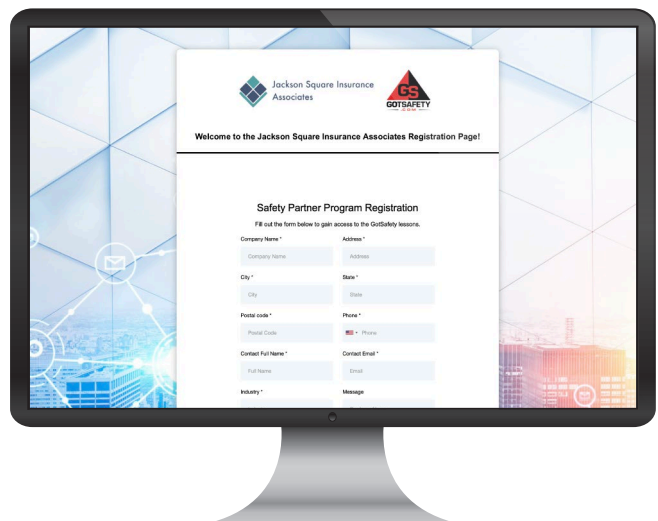 Jackson Square Insurance
Associates
GS
GOTSAFETY
.COM
Welcome to the Jackson Square Insurance Associates Registration Page!
Safety Partner Program Registration
Fill out the form below to gain access to the GotSafety lessons.
Company Name * Address *
Company Name Address
City * State *
City State
Postal code * Phone *
Postal Code Phone
Contact Full Name * Contact Email *
Full Name Email
Industry * Message